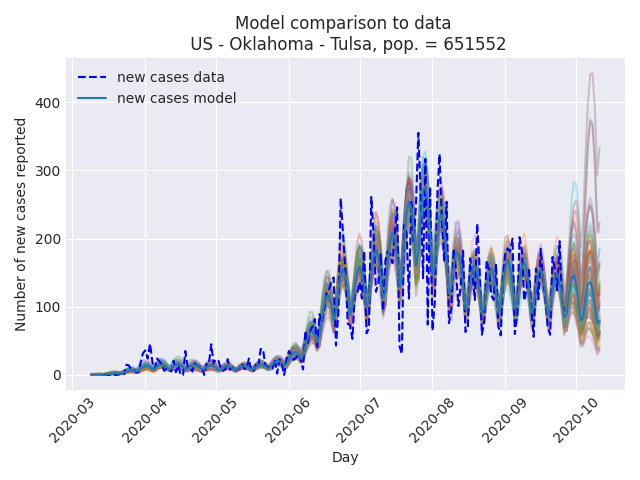 Model comparison to data
US - Oklahoma - Tulsa, pop. = 651552
new cases data
new cases model
Number of new cases reported
400
300
200
100
0
2020-03
2020-04
2020-05
2020-06
2020-07
2020-08
2020-09
2020-10
Day